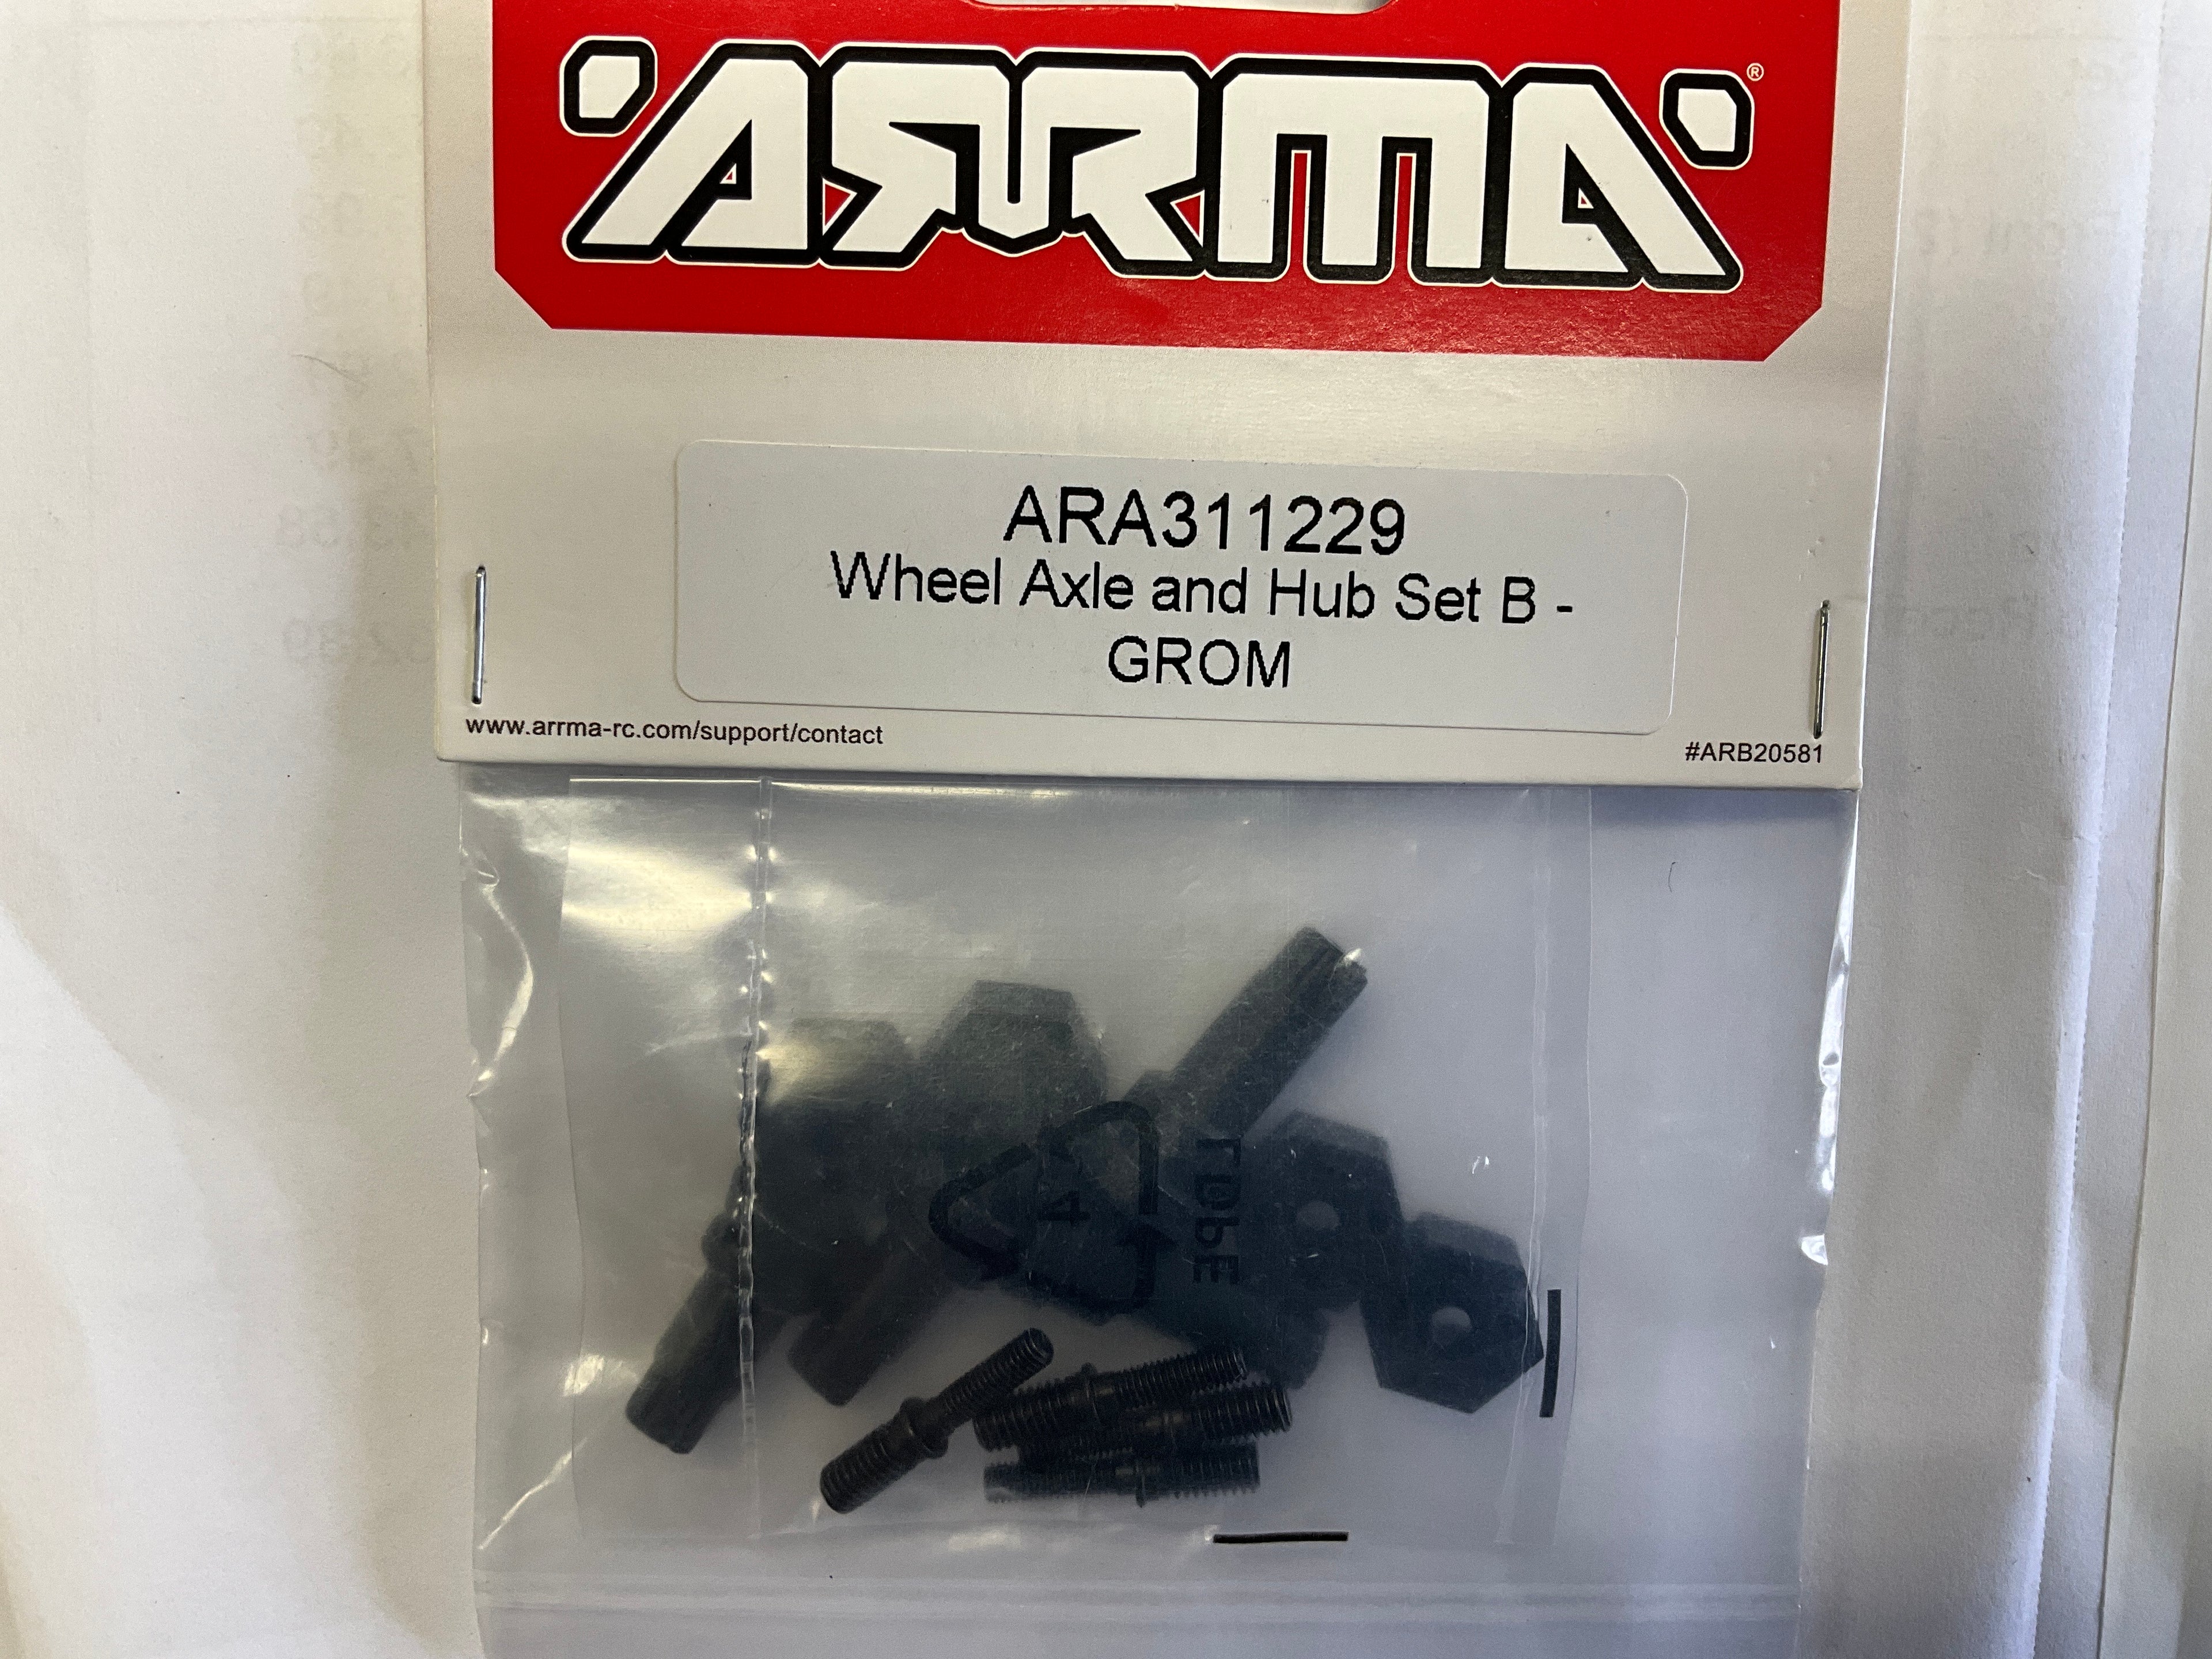 ARRMA®
ARA311229
Wheel Axle and Hub Set B -
GROM
www.arrma-rc.com/support/contact
#ARB20581
4
LDPE